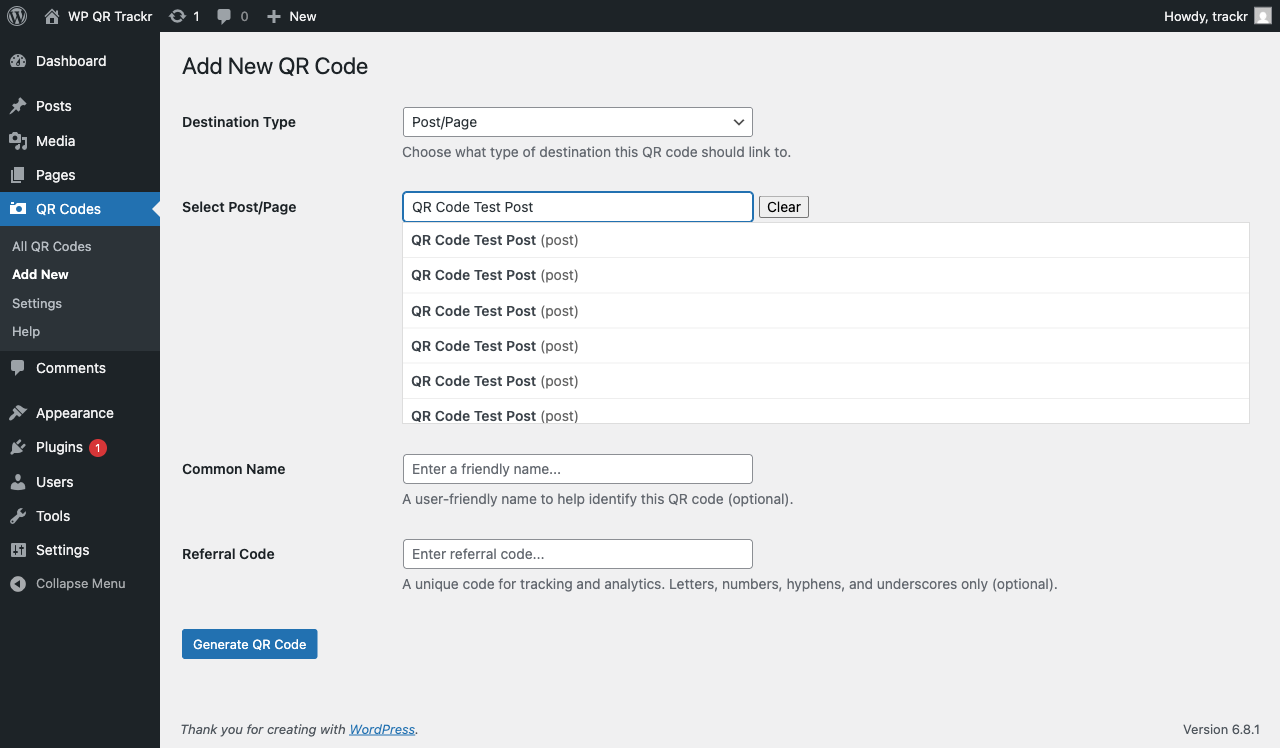 WP QR Trackr 1 0 New Howdy, trackr
Dashboard
Posts
Media
Pages
QR Codes
All QR Codes
Add New
Settings
Help
Comments
Appearance
Plugins 1
Users
Tools
Settings
Collapse Menu
Add New QR Code
Destination Type Post/Page
Choose what type of destination this QR code should link to.
Select Post/Page QR Code Test Post Clear
QR Code Test Post (post)
QR Code Test Post (post)
QR Code Test Post (post)
QR Code Test Post (post)
QR Code Test Post (post)
QR Code Test Post (post)
Common Name Enter a friendly name...
A user-friendly name to help identify this QR code (optional).
Referral Code Enter referral code...
A unique code for tracking and analytics. Letters, numbers, hyphens, and underscores only (optional).
Generate QR Code
Thank you for creating with WordPress. Version 6.8.1